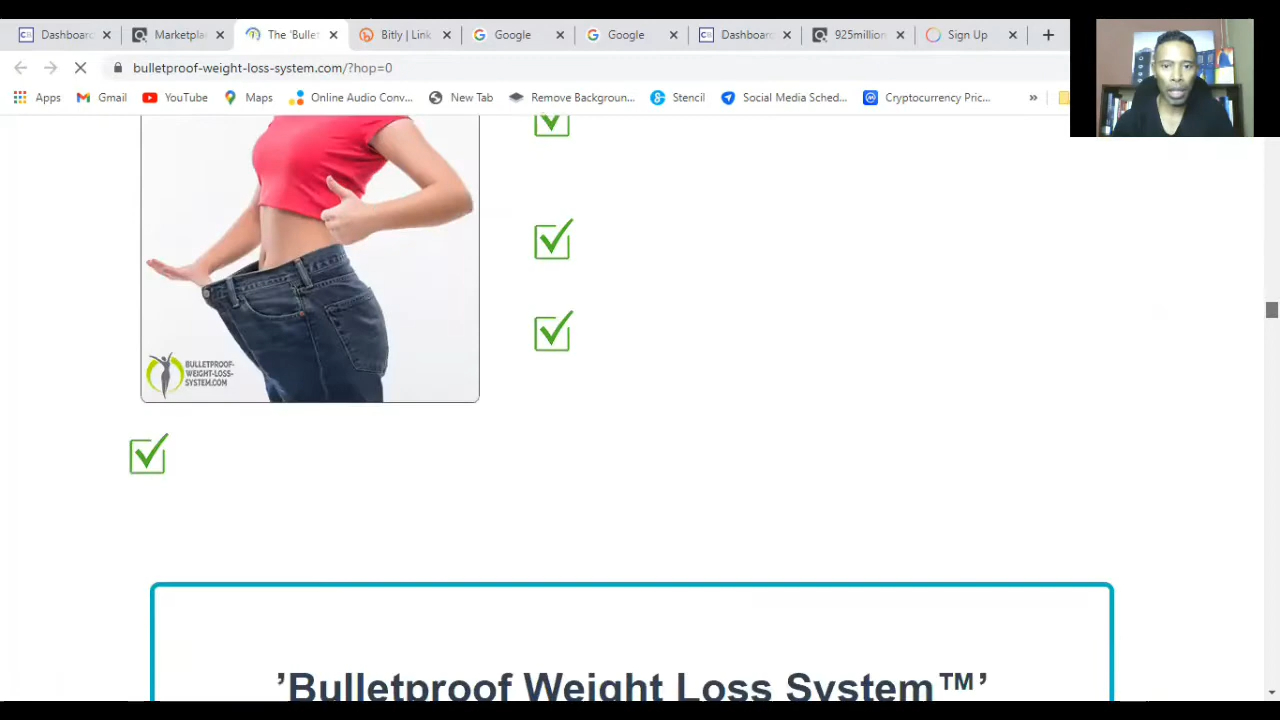 Dashboard
Marketpla
The 'Bullet
Bitly | Link
Google
Google
Dashboard
925million
Sign Up
bulletproof-weight-loss-system.com/?hop=0
Apps
Gmail
YouTube
Maps
Online Audio Conv...
New Tab
Remove Backgroun...
Stencil
Social Media Sched...
Cryptocurrency Pric...
»
BULLETPROOF-
WEIGHT-LOSS-
SYSTEM.COM
’Bulletproof Weight Loss System™’